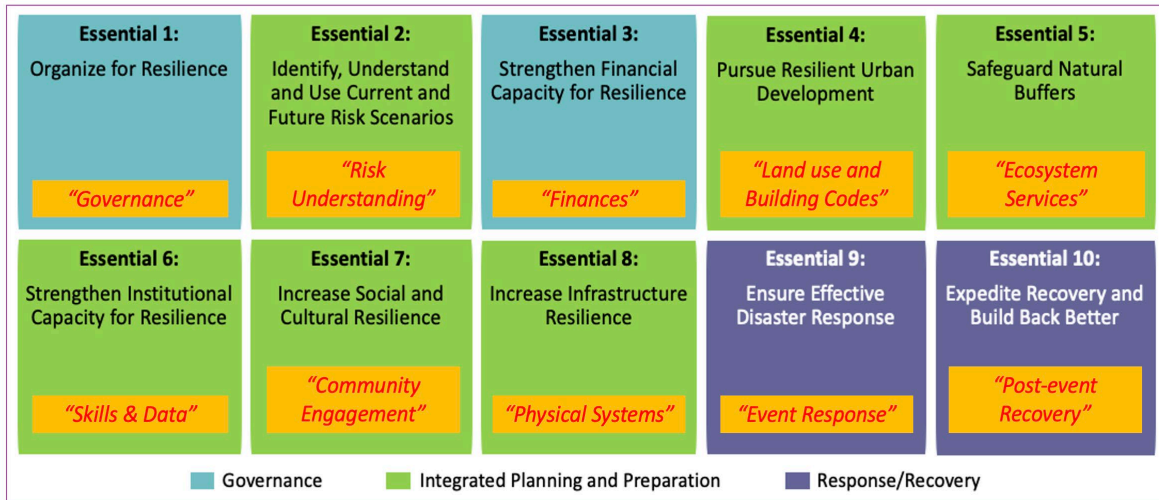 Essential 1:
Organize for Resilience
“Governance”
Essential 2:
Identify, Understand
and Use Current and
Future Risk Scenarios
“Risk
Understanding”
Essential 3:
Strengthen Financial
Capacity for Resilience
“Finances”
Essential 4:
Pursue Resilient Urban
Development
“Land use and
Building Codes”
Essential 5:
Safeguard Natural
Buffers
“Ecosystem
Services”
Essential 6:
Strengthen Institutional
Capacity for Resilience
“Skills & Data”
Essential 7:
Increase Social and
Cultural Resilience
“Community
Engagement”
Essential 8:
Increase Infrastructure
Resilience
“Physical Systems”
Essential 9:
Ensure Effective
Disaster Response
“Event Response”
Essential 10:
Expedite Recovery and
Build Back Better
“Post-event
Recovery”
Governance
Integrated Planning and Preparation
Response/Recovery